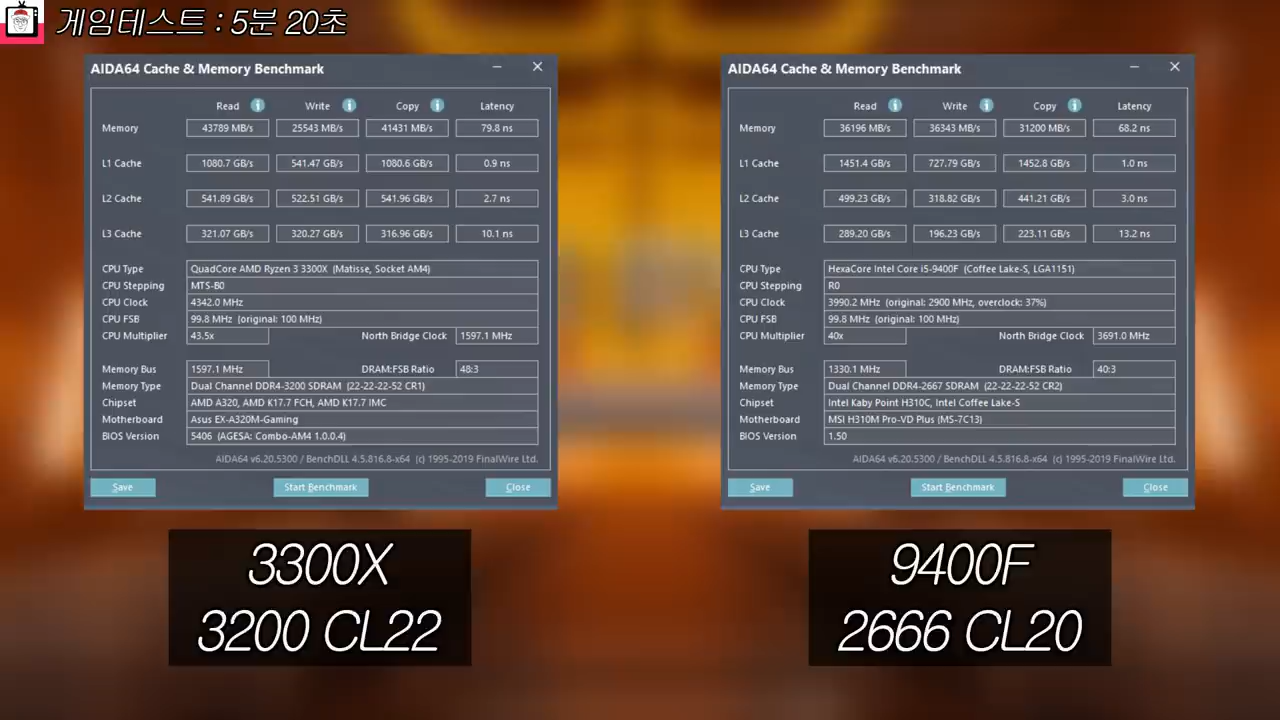 게임테스트 : 5분 20초
AIDA64 Cache & Memory Benchmark
Read Write Copy Latency
Memory 43789 MB/s 25543 MB/s 41431 MB/s 79.8 ns
L1 Cache 1080.7 GB/s 541.47 GB/s 1080.6 GB/s 0.9 ns
L2 Cache 541.89 GB/s 522.51 GB/s 541.96 GB/s 2.7 ns
L3 Cache 321.07 GB/s 320.27 GB/s 316.96 GB/s 10.1 ns
CPU Type QuadCore AMD Ryzen 3 3300X (Matisse, Socket AM4)
CPU Stepping MTS-B0
CPU Clock 4342.0 MHz
CPU FSB 99.8 MHz (original: 100 MHz)
CPU Multiplier 43.5x North Bridge Clock 1597.1 MHz
Memory Bus 1597.1 MHz DRAM:FSB Ratio 48:3
Memory Type Dual Channel DDR4-3200 SDRAM (22-22-22-52 CR1)
Chipset AMD A320, AMD K17.7 FCH, AMD K17.7 IMC
Motherboard Asus EX-A320M-Gaming
BIOS Version 5406 (AGESA: Combo-AM4 1.0.0.4)
AIDA64 v6.20.5300 / BenchDLL 4.5.816.8-x64 (c) 1995-2019 FinalWire Ltd.
Save Start Benchmark Close
3300X
3200 CL22
AIDA64 Cache & Memory Benchmark
Read Write Copy Latency
Memory 36196 MB/s 36343 MB/s 31200 MB/s 68.2 ns
L1 Cache 1451.4 GB/s 727.79 GB/s 1452.8 GB/s 1.0 ns
L2 Cache 499.23 GB/s 318.82 GB/s 441.21 GB/s 3.0 ns
L3 Cache 289.20 GB/s 196.23 GB/s 223.11 GB/s 13.2 ns
CPU Type HexaCore Intel Core i5-9400F (Coffee Lake-S, LGA1151)
CPU Stepping R0
CPU Clock 3990.2 MHz (original: 2900 MHz, overclock: 37%)
CPU FSB 99.8 MHz (original: 100 MHz)
CPU Multiplier 40x North Bridge Clock 3691.0 MHz
Memory Bus 1330.1 MHz DRAM:FSB Ratio 40:3
Memory Type Dual Channel DDR4-2667 SDRAM (22-22-22-52 CR2)
Chipset Intel Kaby Point H310C, Intel Coffee Lake-S
Motherboard MSI H310M Pro-VD Plus (MS-7C13)
BIOS Version 1.50
AIDA64 v6.20.5300 / BenchDLL 4.5.816.8-x64 (c) 1995-2019 FinalWire Ltd.
Save Start Benchmark Close
9400F
2666 CL20